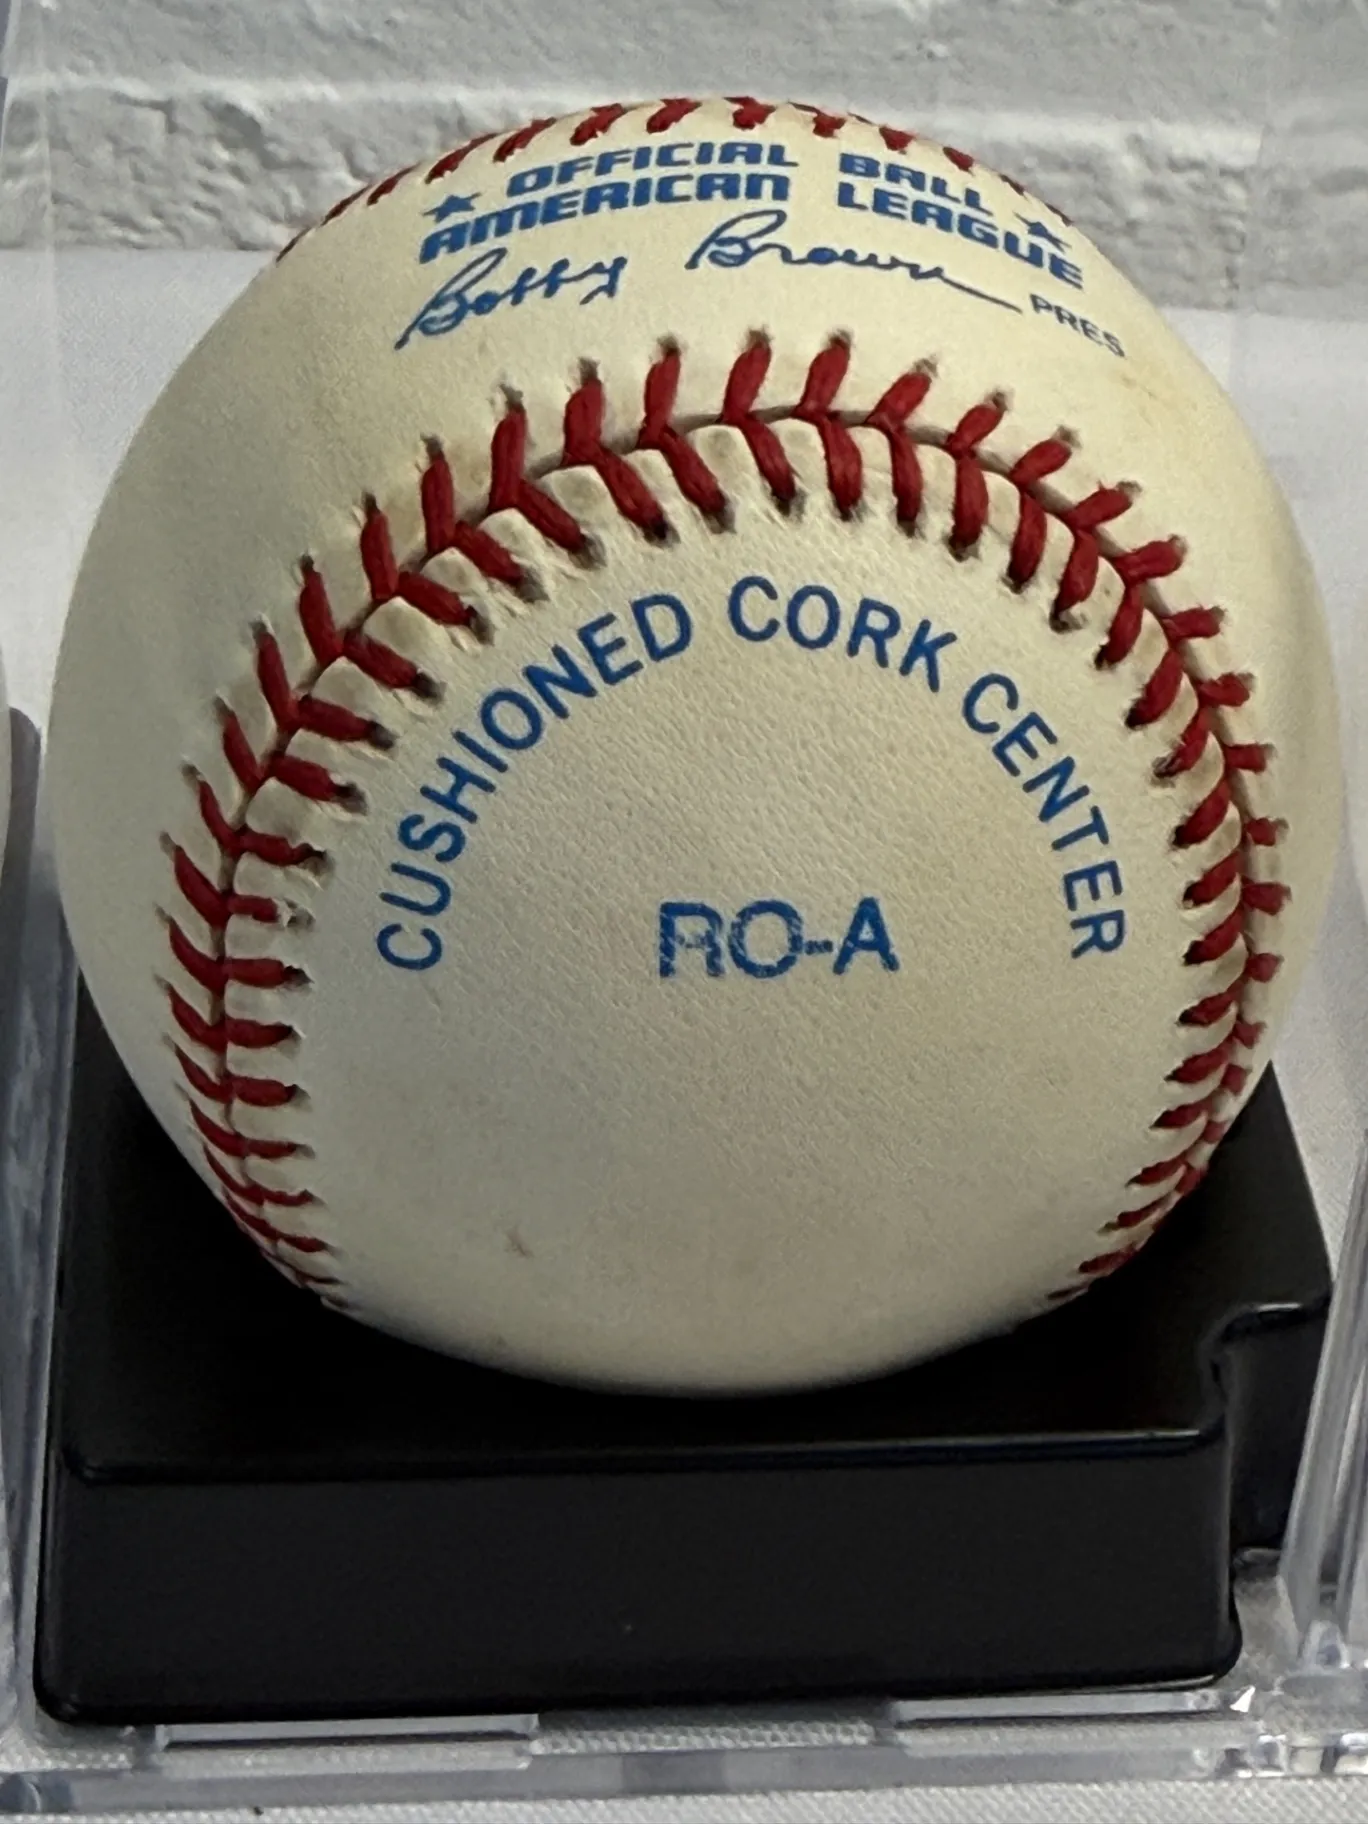 ★ OFFICIAL BALL ★
AMERICAN LEAGUE
Bobby Brown PRES
CUSHIONED CORK CENTER
RO-A